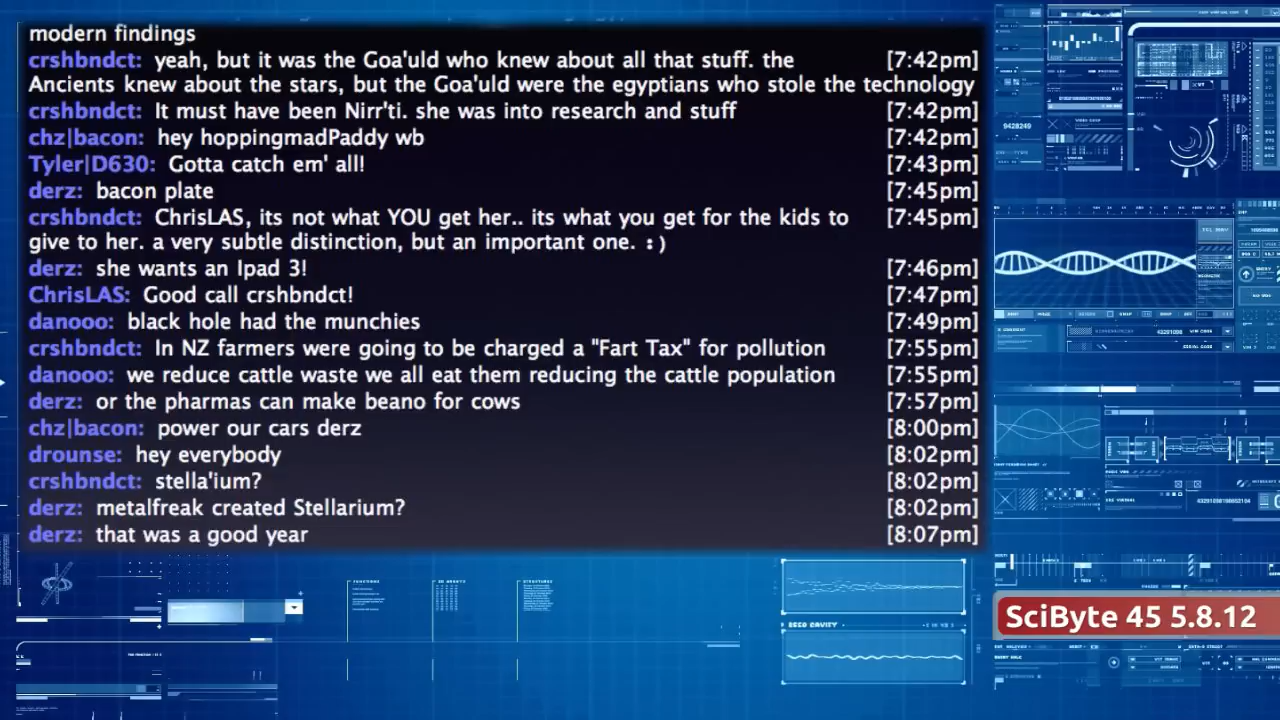 modern findings
crshbndct: yeah, but it was the Goa'uld who knew about all that stuff. the [7:42pm]
Ancients knew about the stars, but the Goa'uld were the egyptians who stole the technology
crshbndct: It must have been Nirr'ti. she was into research and stuff [7:42pm]
chz|bacon: hey hoppingmadPaddy wb [7:42pm]
Tyler|D630: Gotta catch em' all! [7:43pm]
derz: bacon plate [7:45pm]
crshbndct: ChrisLAS, its not what YOU get her.. its what you get for the kids to [7:45pm]
give to her. a very subtle distinction, but an important one. : )
derz: she wants an Ipad 3! [7:46pm]
ChrisLAS: Good call crshbndct! [7:47pm]
danooo: black hole had the munchies [7:49pm]
crshbndct: In NZ farmers were going to be charged a "Fart Tax" for pollution [7:55pm]
danooo: we reduce cattle waste we all eat them reducing the cattle population [7:55pm]
derz: or the pharmas can make beano for cows [7:57pm]
chz|bacon: power our cars derz [8:00pm]
drounse: hey everybody [8:02pm]
crshbndct: stella'ium? [8:02pm]
derz: metalfreak created Stellarium? [8:02pm]
derz: that was a good year [8:07pm]
9428249
SciByte 45 5.8.12